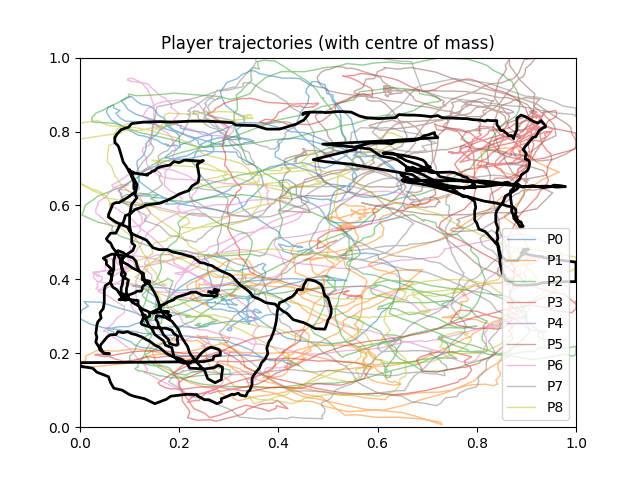 Player trajectories (with centre of mass)
1.0
0.8
0.6
0.4
0.2
0.0
0.0 0.2 0.4 0.6 0.8 1.0
P0
P1
P2
P3
P4
P5
P6
P7
P8